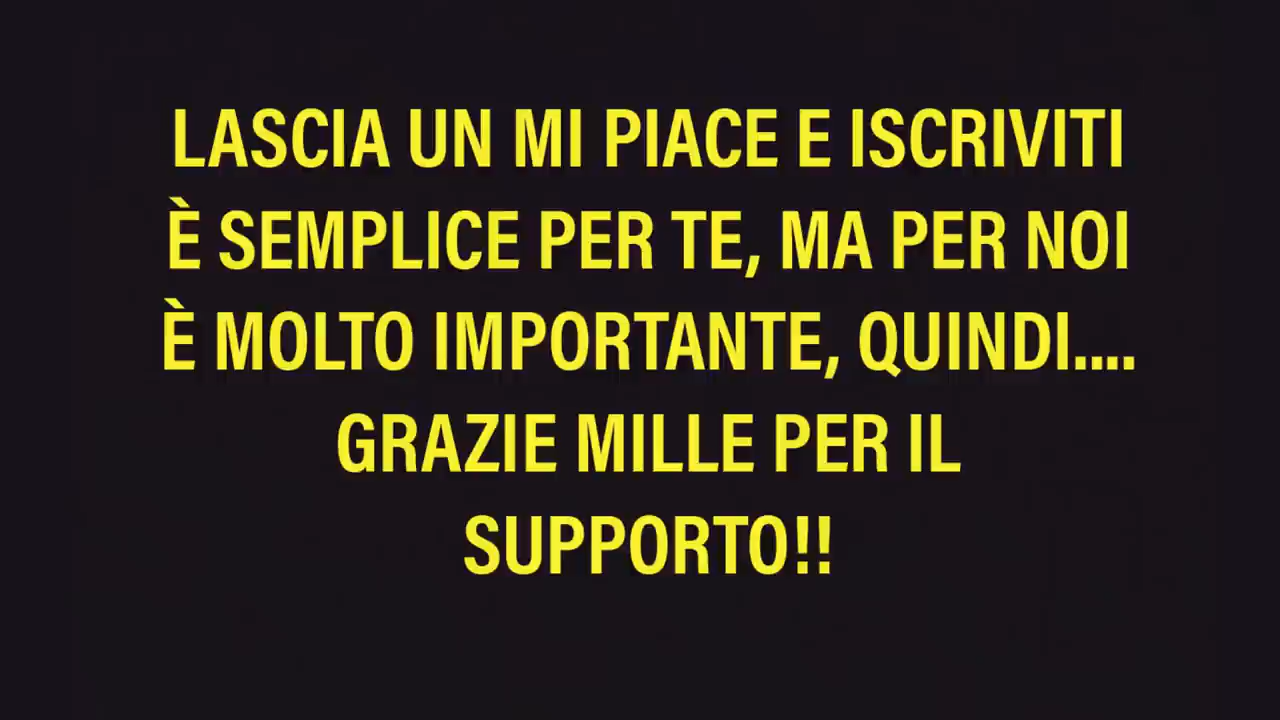 LASCIA UN MI PIACE E ISCRIVITI
È SEMPLICE PER TE, MA PER NOI
È MOLTO IMPORTANTE, QUINDI....
GRAZIE MILLE PER IL
SUPPORTO!!